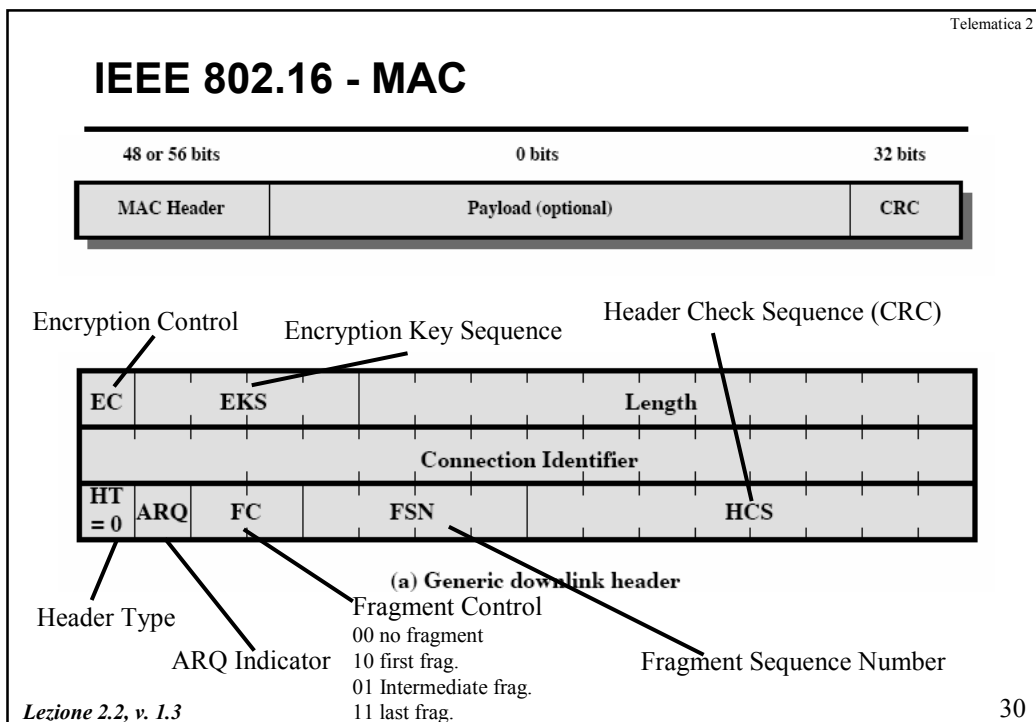 Telematica 2
IEEE 802.16 - MAC
48 or 56 bits 0 bits 32 bits
MAC Header Payload (optional) CRC
Encryption Control Encryption Key Sequence Header Check Sequence (CRC)
EC EKS Length
Connection Identifier
HT = 0 ARQ FC FSN HCS
(a) Generic downlink header
Header Type Fragment Control
00 no fragment
ARQ Indicator 10 first frag. Fragment Sequence Number
01 Intermediate frag.
Lezione 2.2, v. 1.3 11 last frag. 30